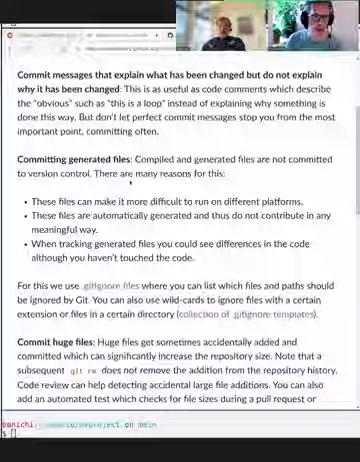 Commit messages that explain what has been changed but do not explain
why it has been changed: This is as useful as code comments which describe
the "obvious" such as "this is a loop" instead of explaining why something is
done this way. But don't let perfect commit messages stop you from the
most important point, committing often.
Committing generated files: Compiled and generated files are not committed
to version control. There are many reasons for this:
• These files can make it more difficult to run on different platforms.
• These files are automatically generated and thus do not contribute in any
meaningful way.
• When tracking generated files you could see differences in the code
although you haven't touched the code.
For this we use .gitignore files where you can list which files and paths should
be ignored by Git. You can also use wild-cards to ignore files with a certain
extension or files in a certain directory (collection of .gitignore templates).
Commit huge files: Huge files get sometimes accidentally added and
committed which can significantly increase the repository size. Note that a
subsequent git rm does not remove the addition from the repository history.
Code review can help detecting accidental large file additions. You can also
add an automated test which checks for file sizes during a pull request or
on main
$